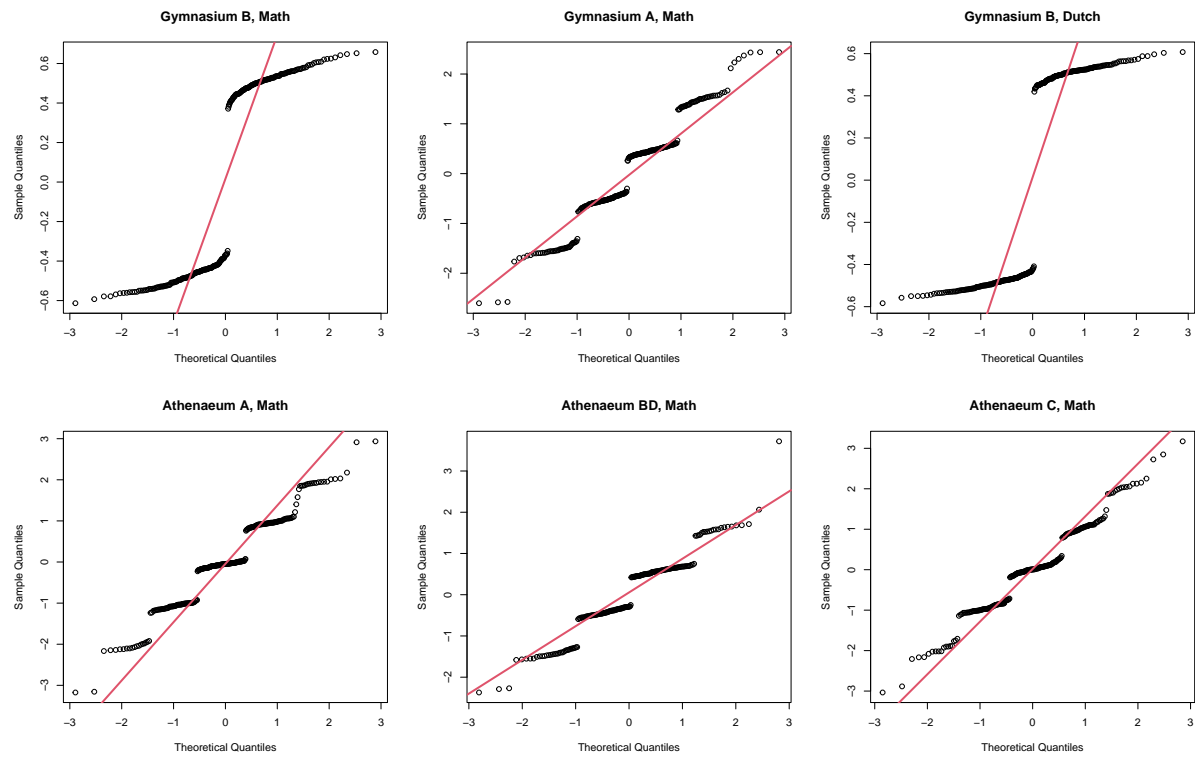 Gymnasium B, Math
Sample Quantiles
0.6
0.4
0.2
0.0
−0.2
−0.4
−0.6
−3 −2 −1 0 1 2 3
Theoretical Quantiles
Gymnasium A, Math
Sample Quantiles
2
1
0
−1
−2
−3 −2 −1 0 1 2 3
Theoretical Quantiles
Gymnasium B, Dutch
Sample Quantiles
0.6
0.4
0.2
0.0
−0.2
−0.4
−0.6
−3 −2 −1 0 1 2 3
Theoretical Quantiles
Athenaeum A, Math
Sample Quantiles
3
2
1
0
−1
−2
−3
−3 −2 −1 0 1 2 3
Theoretical Quantiles
Athenaeum BD, Math
Sample Quantiles
3
2
1
0
−1
−2
−3 −2 −1 0 1 2 3
Theoretical Quantiles
Athenaeum C, Math
Sample Quantiles
3
2
1
0
−1
−2
−3
−3 −2 −1 0 1 2 3
Theoretical Quantiles